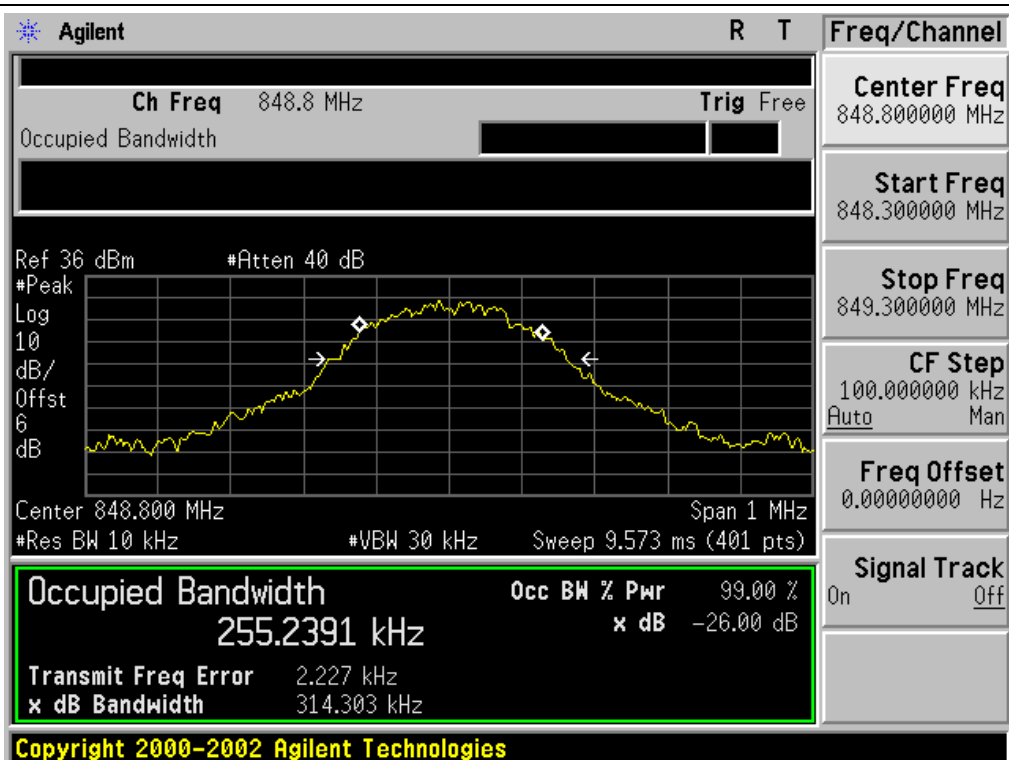 Agilent R T
Ch Freq 848.8 MHz Trig Free
Occupied Bandwidth
Ref 36 dBm #Atten 40 dB
#Peak
Log
10
dB/
Offst
6
dB
Center 848.800 MHz Span 1 MHz
#Res BW 10 kHz #VBW 30 kHz Sweep 9.573 ms (401 pts)
Occupied Bandwidth Occ BW % Pwr 99.00 %
255.2391 kHz x dB -26.00 dB
Transmit Freq Error 2.227 kHz
x dB Bandwidth 314.303 kHz
Copyright 2000-2002 Agilent Technologies
Freq/Channel
Center Freq
848.800000 MHz
Start Freq
848.300000 MHz
Stop Freq
849.300000 MHz
CF Step
100.000000 kHz
Auto Man
Freq Offset
0.00000000 Hz
Signal Track
On Off